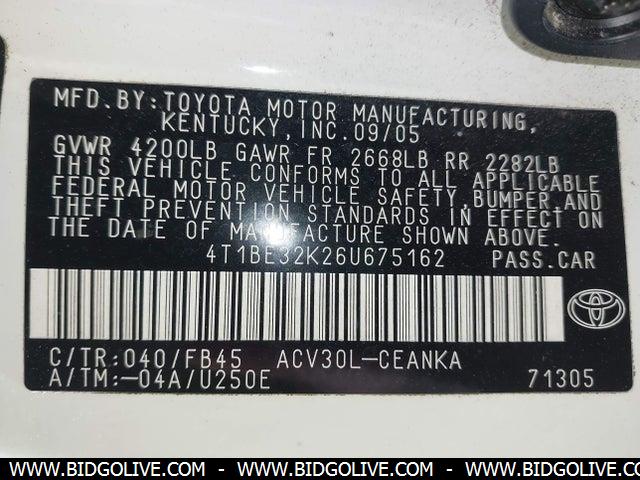 MFD.BY:TOYOTA MOTOR MANUFACTURING,
KENTUCKY,INC.09/05
GVWR 4200LB GAWR FR 2668LB RR 2282LB
THIS VEHICLE CONFORMS TO ALL APPLICABLE
FEDERAL MOTOR VEHICLE SAFETY,BUMPER,AND
THEFT PREVENTION STANDARDS IN EFFECT ON
THE DATE OF MANUFACTURE SHOWN ABOVE.
4T1BE32K26U675162 PASS.CAR
TOYOTA
C/TR:040/FB45 ACV30L-CEANKA
A/TM:-04A/U250E 71305
WWW.BIDGOLIVE.COM - WWW.BIDGOLIVE.COM - WWW.BIDGOLIVE.COM